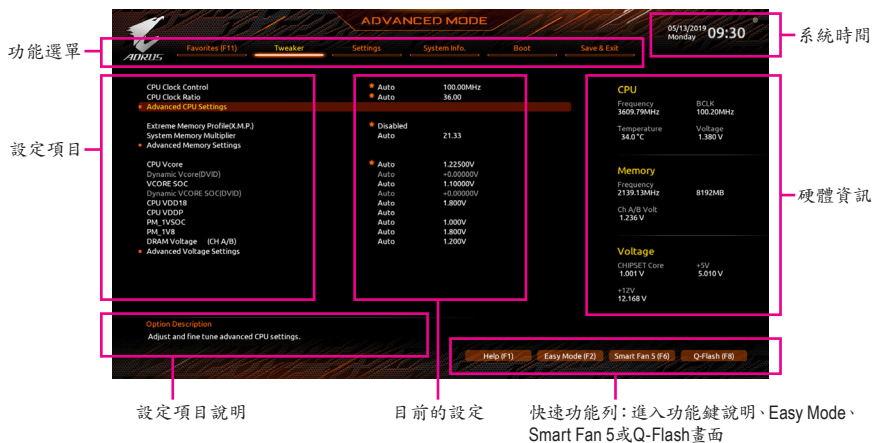 ADVANCED MODE
05/13/2019
Monday
09:30
系統時間
功能選單
AORUS
Favorites (F11)
Tweaker
Settings
System Info.
Boot
Save & Exit
設定項目
CPU Clock Control Auto 100.00MHz
CPU Clock Ratio Auto 36.00
Advanced CPU Settings
Extreme Memory Profile(X.M.P.) Disabled
System Memory Multiplier Auto 21.33
Advanced Memory Settings
CPU Vcore Auto 1.22500V
Dynamic Vcore(DVID) Auto +0.00000V
VCORE SOC Auto 1.10000V
Dynamic VCORE SOC(DVID) Auto +0.00000V
CPU VDD18 Auto 1.800V
CPU VDDP Auto
PM_1VSOC Auto 1.000V
PM_1V8 Auto 1.800V
DRAM Voltage (CH A/B) Auto 1.200V
Advanced Voltage Settings
CPU
Frequency BCLK
3609.79MHz 100.20MHz
Temperature Voltage
34.0 °C 1.380 V
Memory
Frequency
2139.13MHz 8192MB
Ch A/B Volt
1.236 V
Voltage
CHIPSET Core +5V
1.001 V 5.010 V
+12V
12.168 V
硬體資訊
Option Description
Adjust and fine tune advanced CPU settings.
Help (F1)
Easy Mode (F2)
Smart Fan 5 (F6)
Q-Flash (F8)
設定項目說明
目前的設定
快速功能列：進入功能鍵說明、Easy Mode、
Smart Fan 5或Q-Flash畫面